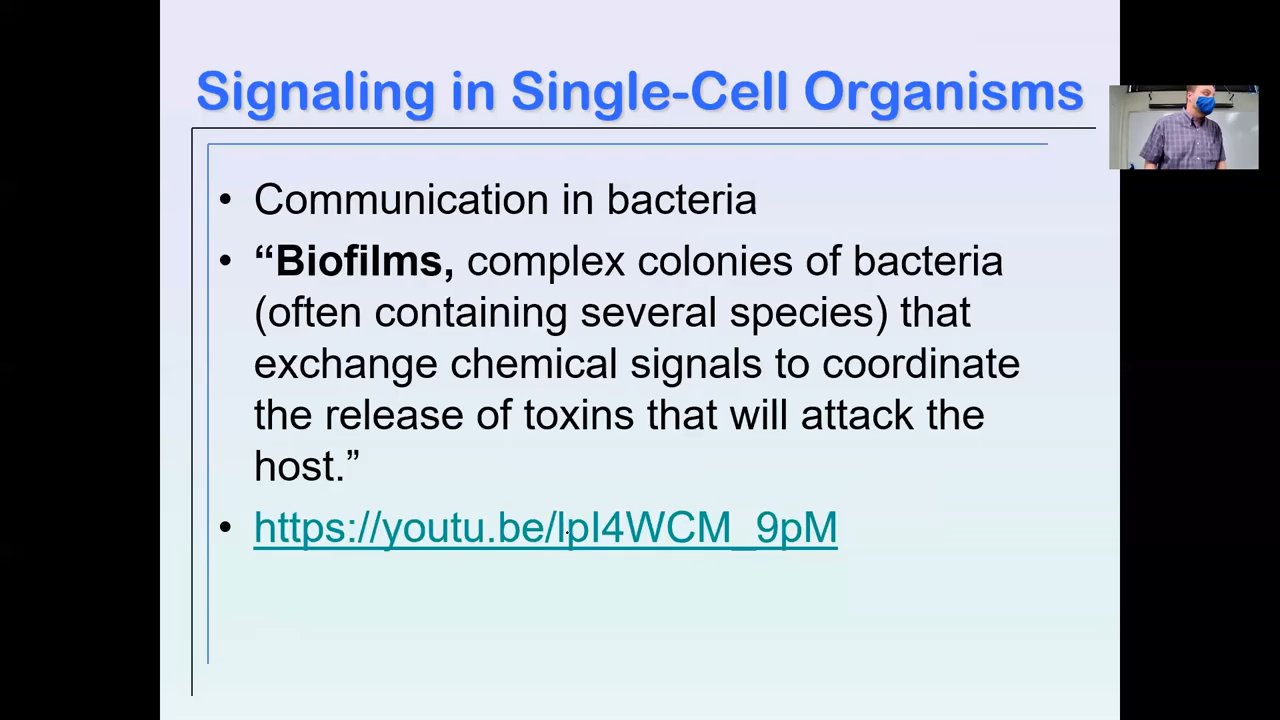 Signaling in Single-Cell Organisms
• Communication in bacteria
• “Biofilms, complex colonies of bacteria
(often containing several species) that
exchange chemical signals to coordinate
the release of toxins that will attack the
host.”
• https://youtu.be/lpI4WCM_9pM